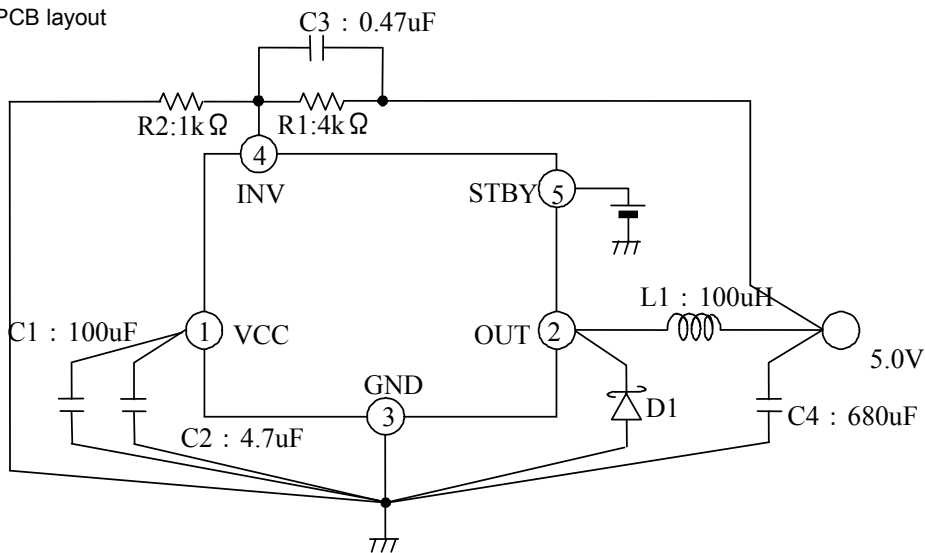 PCB layout
C3 : 0.47uF
R2:1kΩ
R1:4kΩ
4
INV
STBY
5
C1 : 100uF
1
VCC
OUT
2
L1 : 100uH
5.0V
GND
3
D1
C2 : 4.7uF
C4 : 680uF